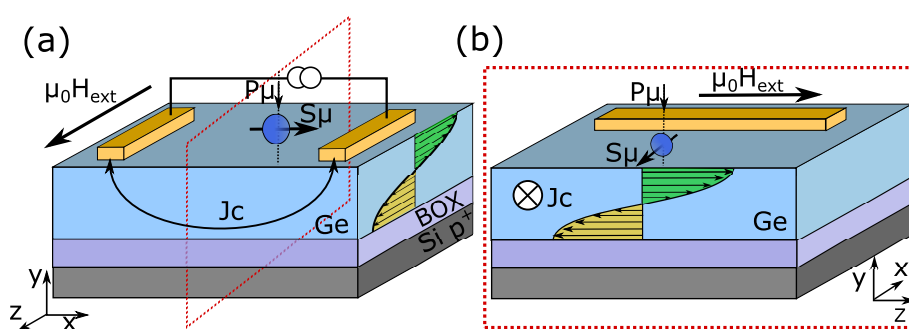 (a)
μ₀Hext
Pμ
Sμ
Jc
Ge
BOX
Si p⁺
y
z
x
(b)
Pμ
μ₀Hext
Sμ
Jc
Ge
y
x
z